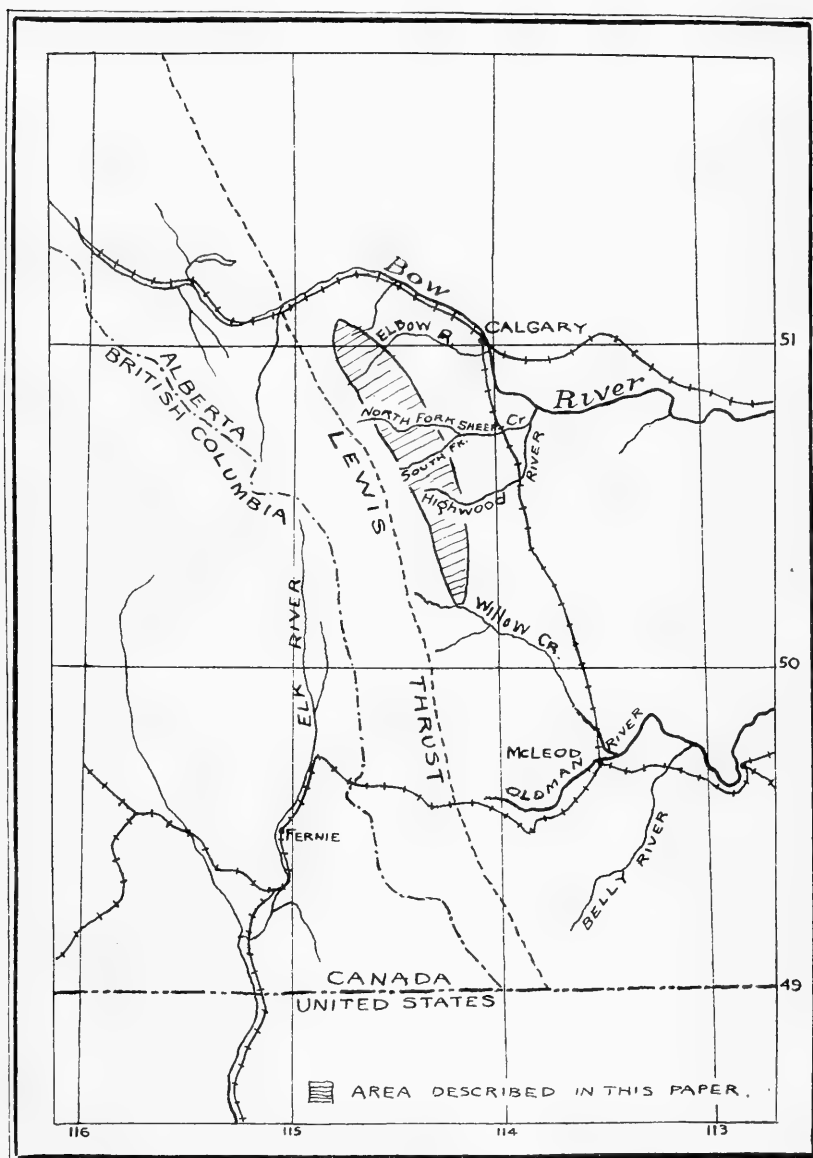 Bow
ELBOW R.
CALGARY
51
ALBERTA
BRITISH COLUMBIA
River
NORTH FORK SHEEP Cr
SOUTH FK.
LEWIS
HIGHWOOD
RIVER
ELK RIVER
WILLOW CR.
50
THRUST
McLEOD
OLDMAN RIVER
FERNIE
BELLY RIVER
CANADA
49
UNITED STATES
AREA DESCRIBED IN THIS PAPER.
116
115
114
113